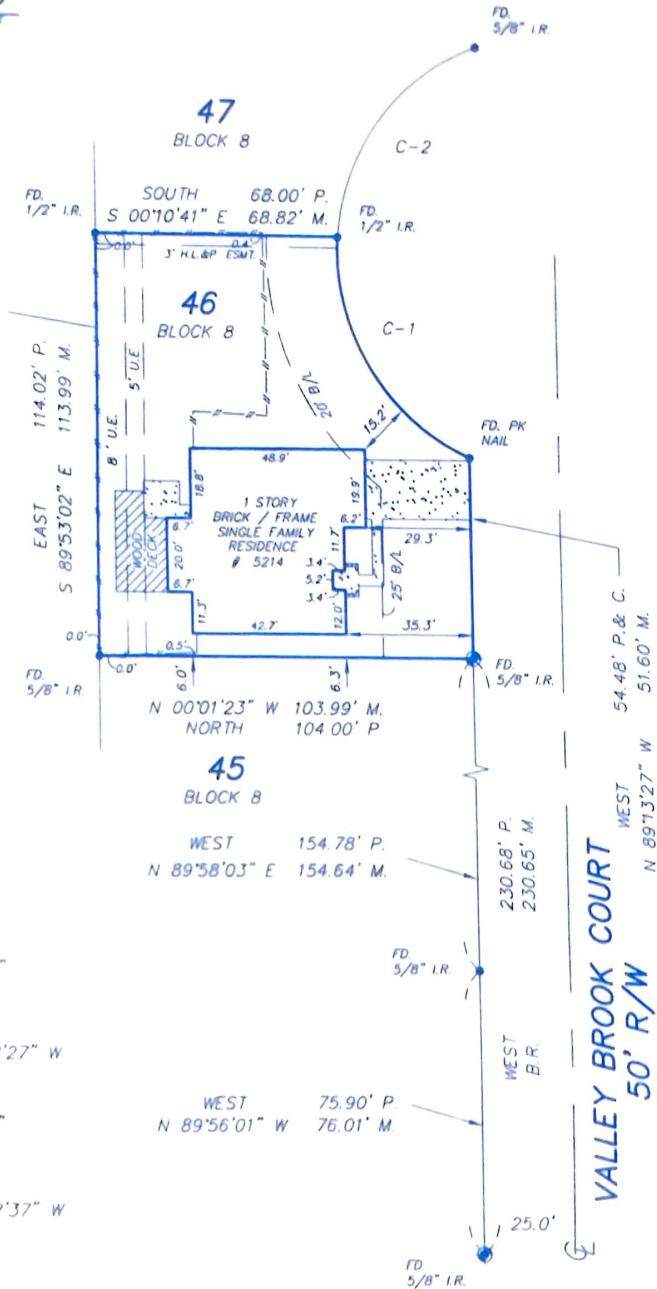 FD.
5/8" I.R.
47
BLOCK 8
C-2
FD.
1/2" I.R.
SOUTH 68.00' P.
S 00°10'41" E 68.82' M.
FD.
1/2" I.R.
0.0'
0.4'
3' H.L.&P ESMT.
46
BLOCK 8
C-1
20' B/L
EAST 114.02' P.
S 89°53'02" E 113.99' M.
8' U.E.
5' U.E.
15.2'
FD. PK
NAIL
48.9'
18.8'
1 STORY
BRICK / FRAME
SINGLE FAMILY
RESIDENCE
# 5214
19.9'
6.7'
6.2'
29.3'
WOOD
DECK
20.0'
11.7'
3.4'
5.2'
3.4'
25' B/L
6.7'
11.3'
42.7'
12.0'
35.3'
0.0'
0.5'
0.0'
FD.
5/8" I.R.
6.0'
6.3'
FD.
5/8" I.R.
N 00°01'23" W 103.99' M.
NORTH 104.00' P.
45
BLOCK 8
WEST 54.48' P.& C.
N 89°13'27" W 51.60' M.
WEST 154.78' P.
N 89°58'03" E 154.64' M.
230.68' P.
230.65' M.
FD.
5/8" I.R.
WEST
B.R.
VALLEY BROOK COURT
50' R/W
'27" W
WEST 75.90' P.
N 89°56'01" W 76.01' M.
'37" W
25.0'
FD.
5/8" I.R.